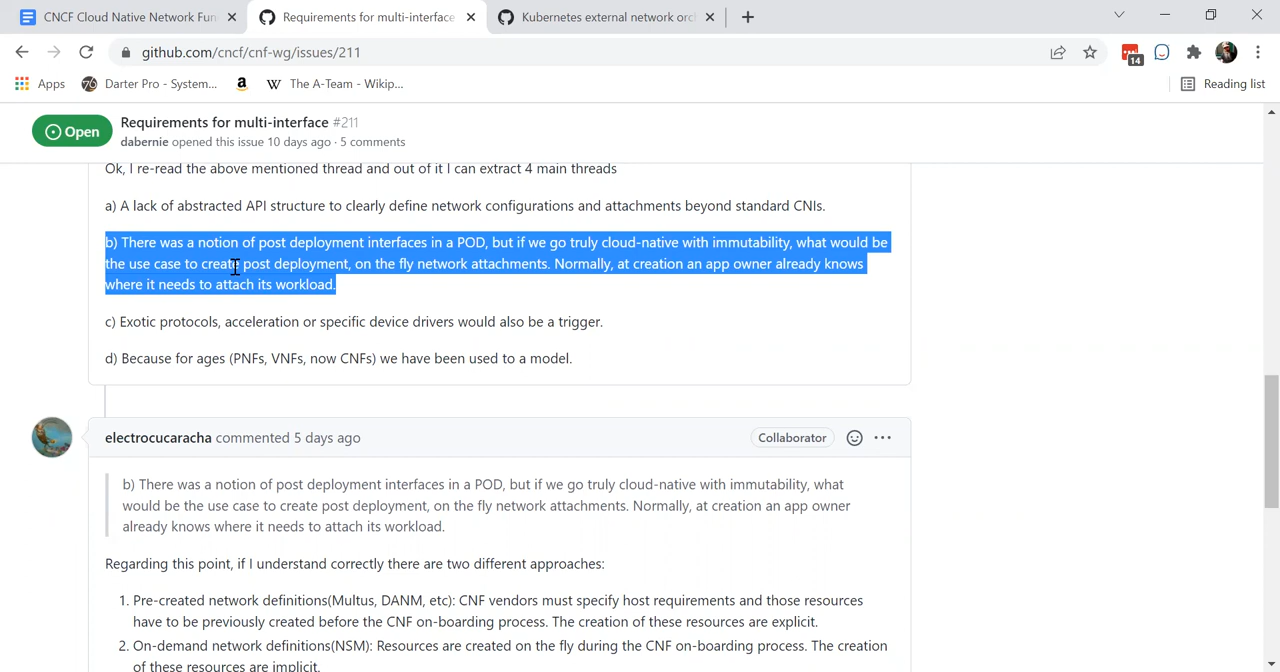 CNCF Cloud Native Network Fun
Requirements for multi-interface
Kubernetes external network orc
github.com/cncf/cnf-wg/issues/211
14
Apps
Darter Pro - System...
a
W The A-Team - Wikip...
Reading list
Open
Requirements for multi-interface #211
dabernie opened this issue 10 days ago · 5 comments
Ok, I re-read the above mentioned thread and out of it I can extract 4 main threads
a) A lack of abstracted API structure to clearly define network configurations and attachments beyond standard CNIs.
b) There was a notion of post deployment interfaces in a POD, but if we go truly cloud-native with immutability, what would be
the use case to create post deployment, on the fly network attachments. Normally, at creation an app owner already knows
where it needs to attach its workload.
c) Exotic protocols, acceleration or specific device drivers would also be a trigger.
d) Because for ages (PNFs, VNFs, now CNFs) we have been used to a model.
electrocucaracha commented 5 days ago
Collaborator
b) There was a notion of post deployment interfaces in a POD, but if we go truly cloud-native with immutability, what
would be the use case to create post deployment, on the fly network attachments. Normally, at creation an app owner
already knows where it needs to attach its workload.
Regarding this point, if I understand correctly there are two different approaches:
1. Pre-created network definitions(Multus, DANM, etc): CNF vendors must specify host requirements and those resources
have to be previously created before the CNF on-boarding process. The creation of these resources are explicit.
2. On-demand network definitions(NSM): Resources are created on the fly during the CNF on-boarding process. The creation
of these resources are implicit.